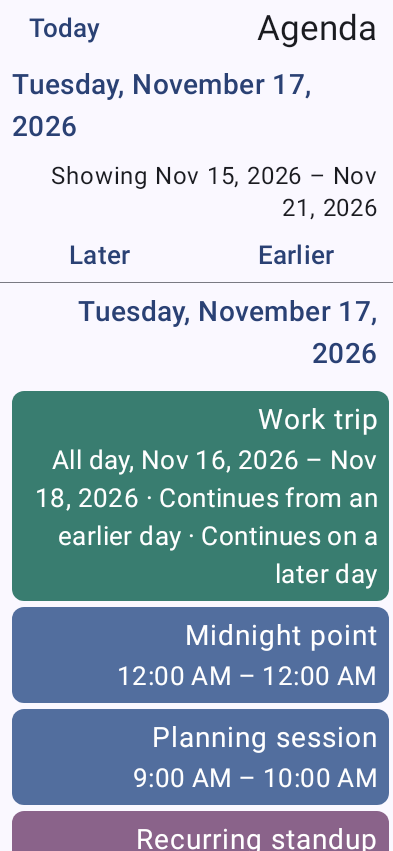 Today
Agenda
Tuesday, November 17,
2026
Showing Nov 15, 2026 – Nov
21, 2026
Later
Earlier
Tuesday, November 17,
2026
Work trip
All day, Nov 16, 2026 – Nov
18, 2026 · Continues from an
earlier day · Continues on a
later day
Midnight point
12:00 AM – 12:00 AM
Planning session
9:00 AM – 10:00 AM
Recurring standup